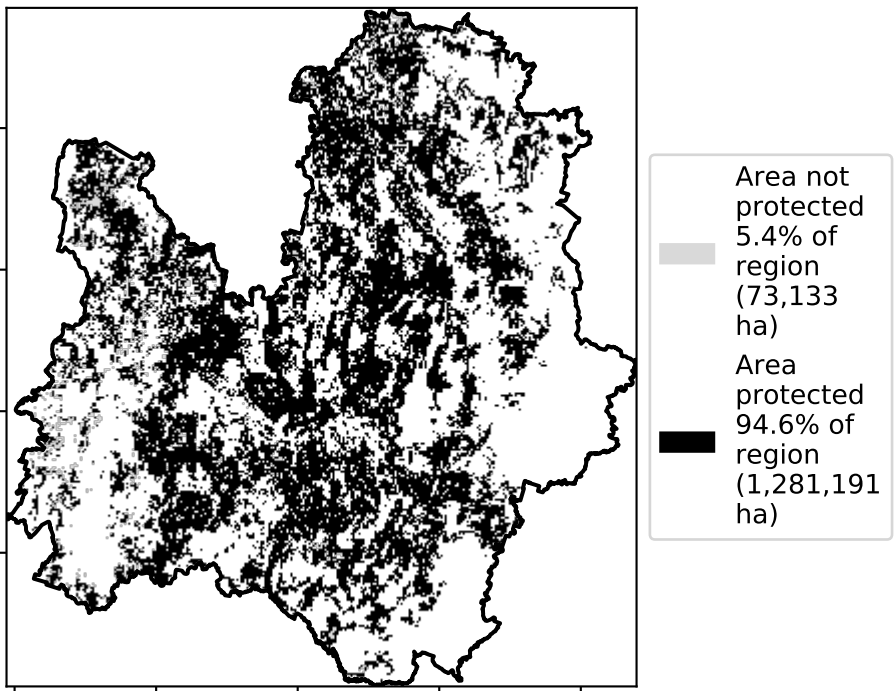 Area not
protected
5.4% of
region
(73,133
ha)
Area
protected
94.6% of
region
(1,281,191
ha)